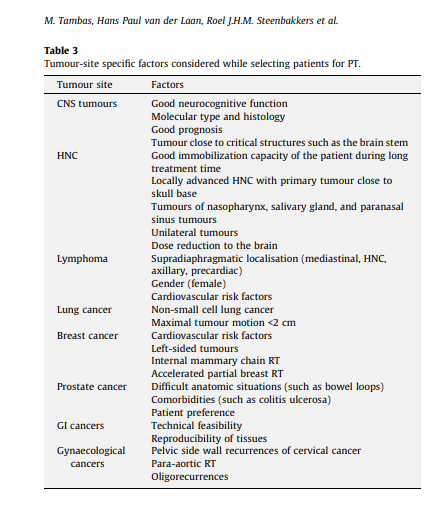 M. Tambas, Hans Paul van der Laan, Roel J.H.M. Steenbakkers et al.
Table 3
Tumour-site specific factors considered while selecting patients for PT.
Tumour site Factors
CNS tumours Good neurocognitive function
Molecular type and histology
Good prognosis
Tumour close to critical structures such as the brain stem
HNC Good immobilization capacity of the patient during long
treatment time
Locally advanced HNC with primary tumour close to
skull base
Tumours of nasopharynx, salivary gland, and paranasal
sinus tumours
Unilateral tumours
Dose reduction to the brain
Lymphoma Supradiaphragmatic localisation (mediastinal, HNC,
axillary, precardiac)
Gender (female)
Cardiovascular risk factors
Lung cancer Non-small cell lung cancer
Maximal tumour motion <2 cm
Breast cancer Cardiovascular risk factors
Left-sided tumours
Internal mammary chain RT
Accelerated partial breast RT
Prostate cancer Difficult anatomic situations (such as bowel loops)
Comorbidities (such as colitis ulcerosa)
Patient preference
GI cancers Technical feasibility
Reproducibility of tissues
Gynaecological Pelvic side wall recurrences of cervical cancer
cancers Para-aortic RT
Oligorecurrences